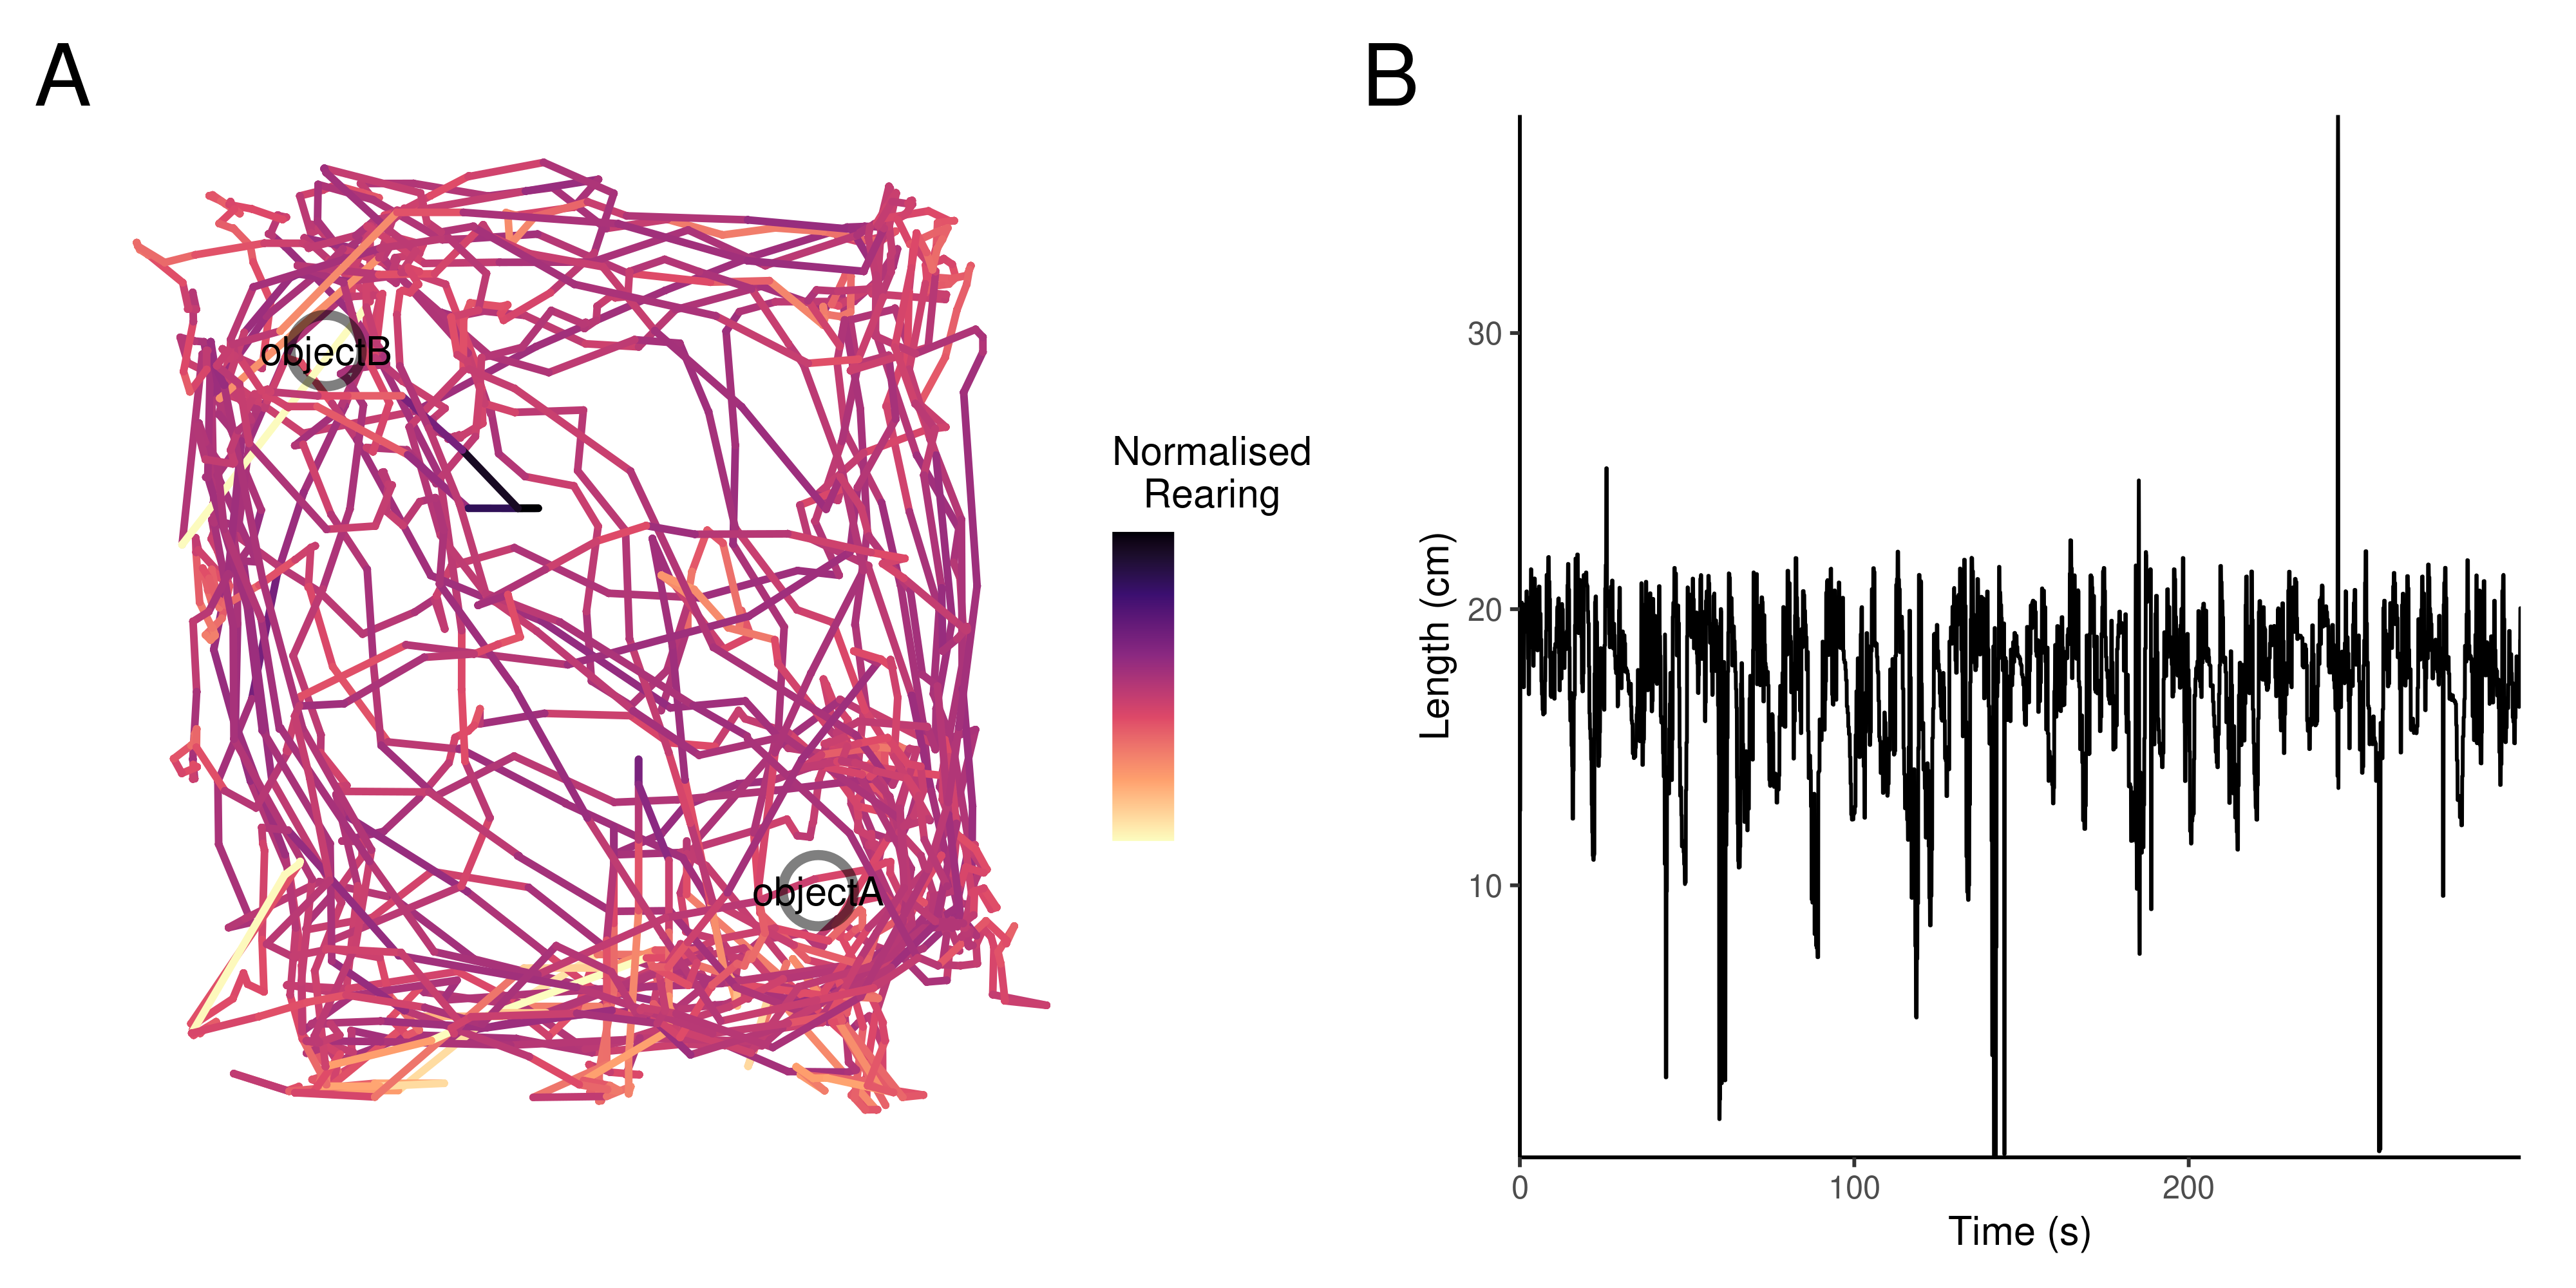 A
B
objectB
objectA
Normalised
Rearing
Length (cm)
30
20
10
0
100
200
Time (s)